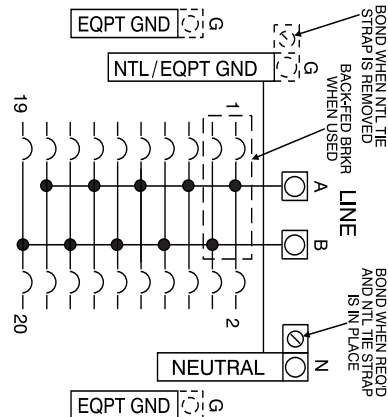 EQPT GND
G
BOND WHEN NTL TIE
STRAP IS REMOVED
NTL/EQPT GND
G
BACK-FED BRKR
WHEN USED
19
1
A
LINE
B
20
2
BOND WHEN REQ'D
AND NTL TIE STRAP
IS IN PLACE
NEUTRAL
N
EQPT GND
G